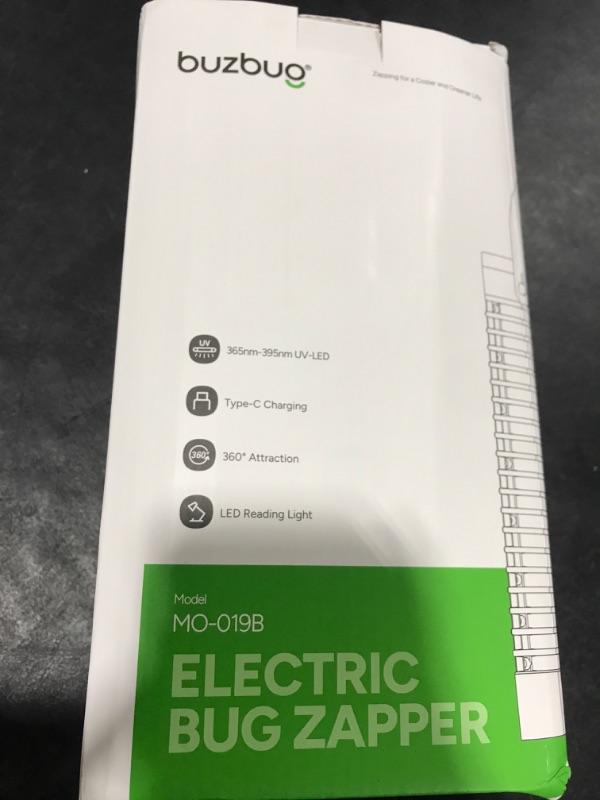 buzbug®
Zapping for a Cooler and Greener Life
UV
365nm-395nm UV-LED
Type-C Charging
360°
360° Attraction
LED Reading Light
Model
MO-019B
ELECTRIC
BUG ZAPPER